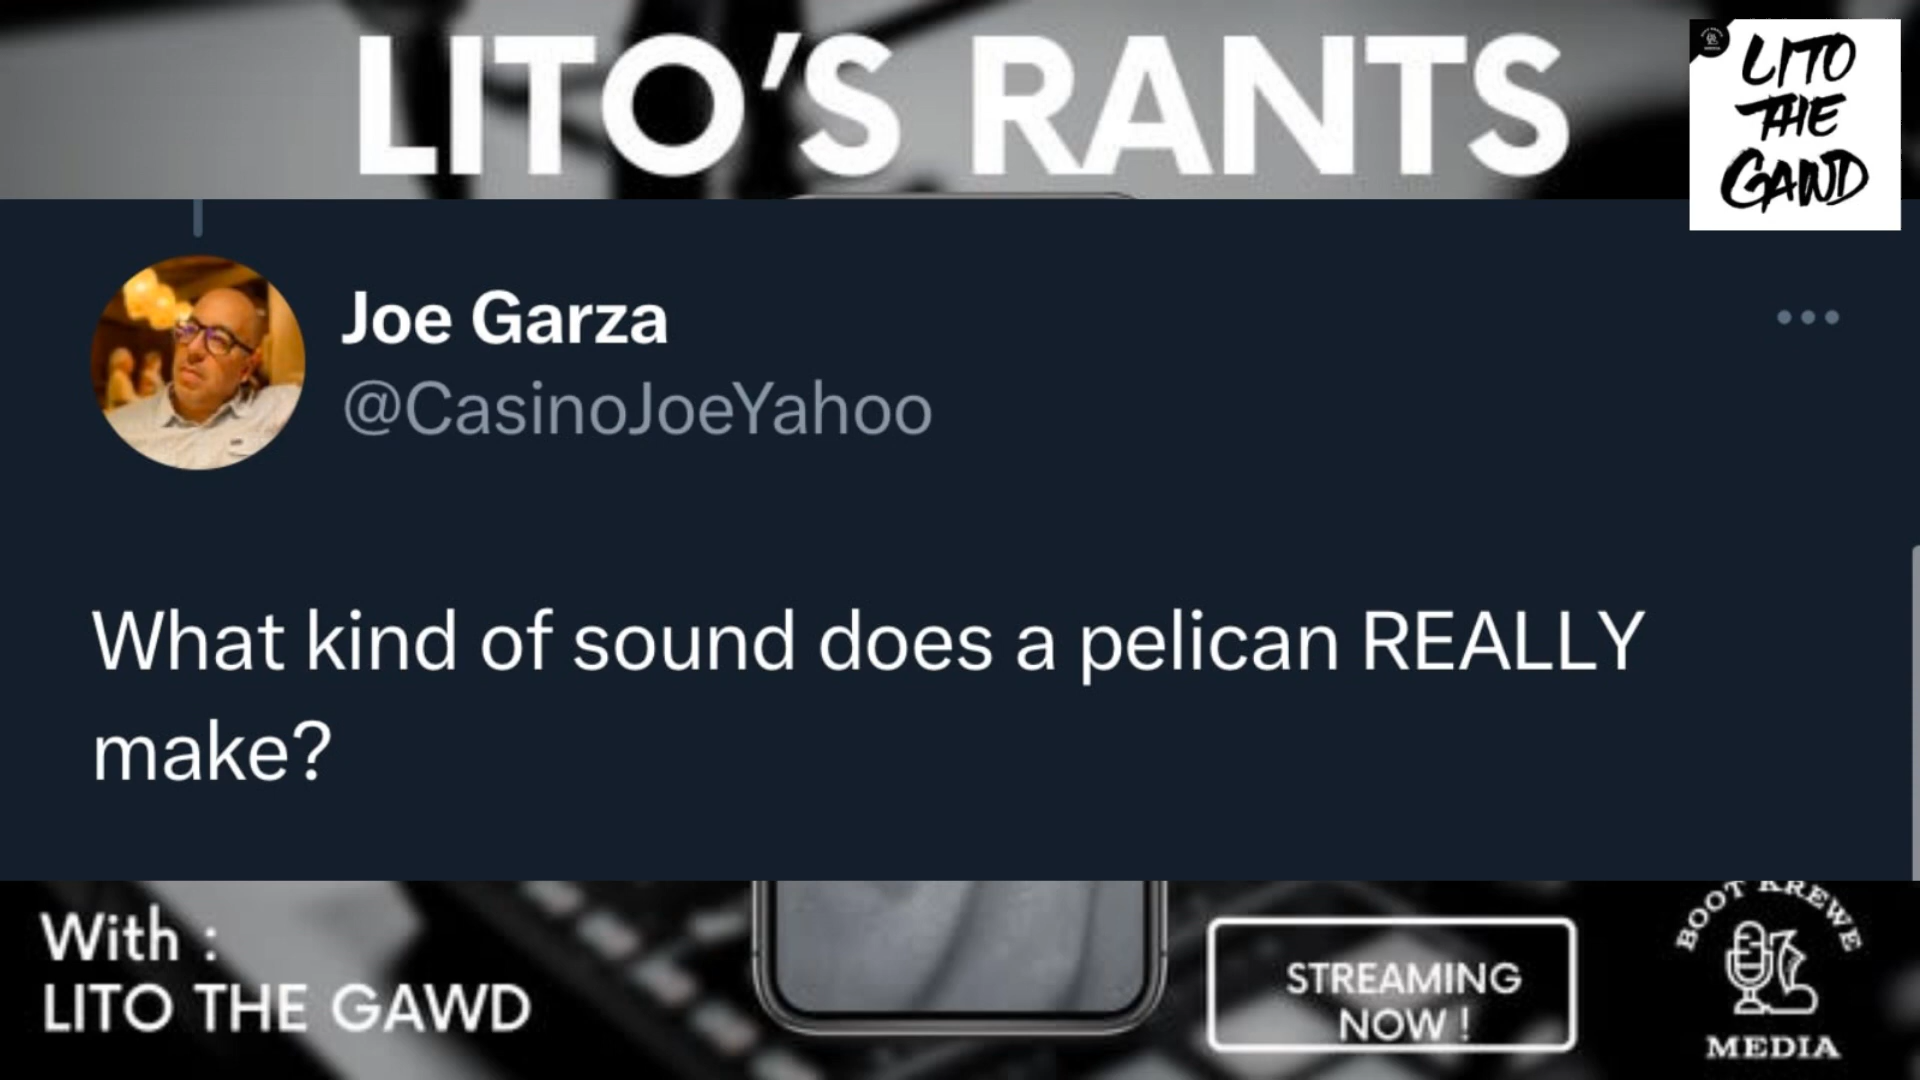 LITO'S RANTS
LITO
THE
GAWD
Joe Garza
@CasinoJoeYahoo
What kind of sound does a pelican REALLY
make?
With :
LITO THE GAWD
STREAMING
NOW !
BOOT KREWE
MEDIA